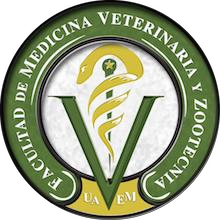 FACULTAD DE MEDICINA VETERINARIA Y ZOOTECNIA
V
UAEM